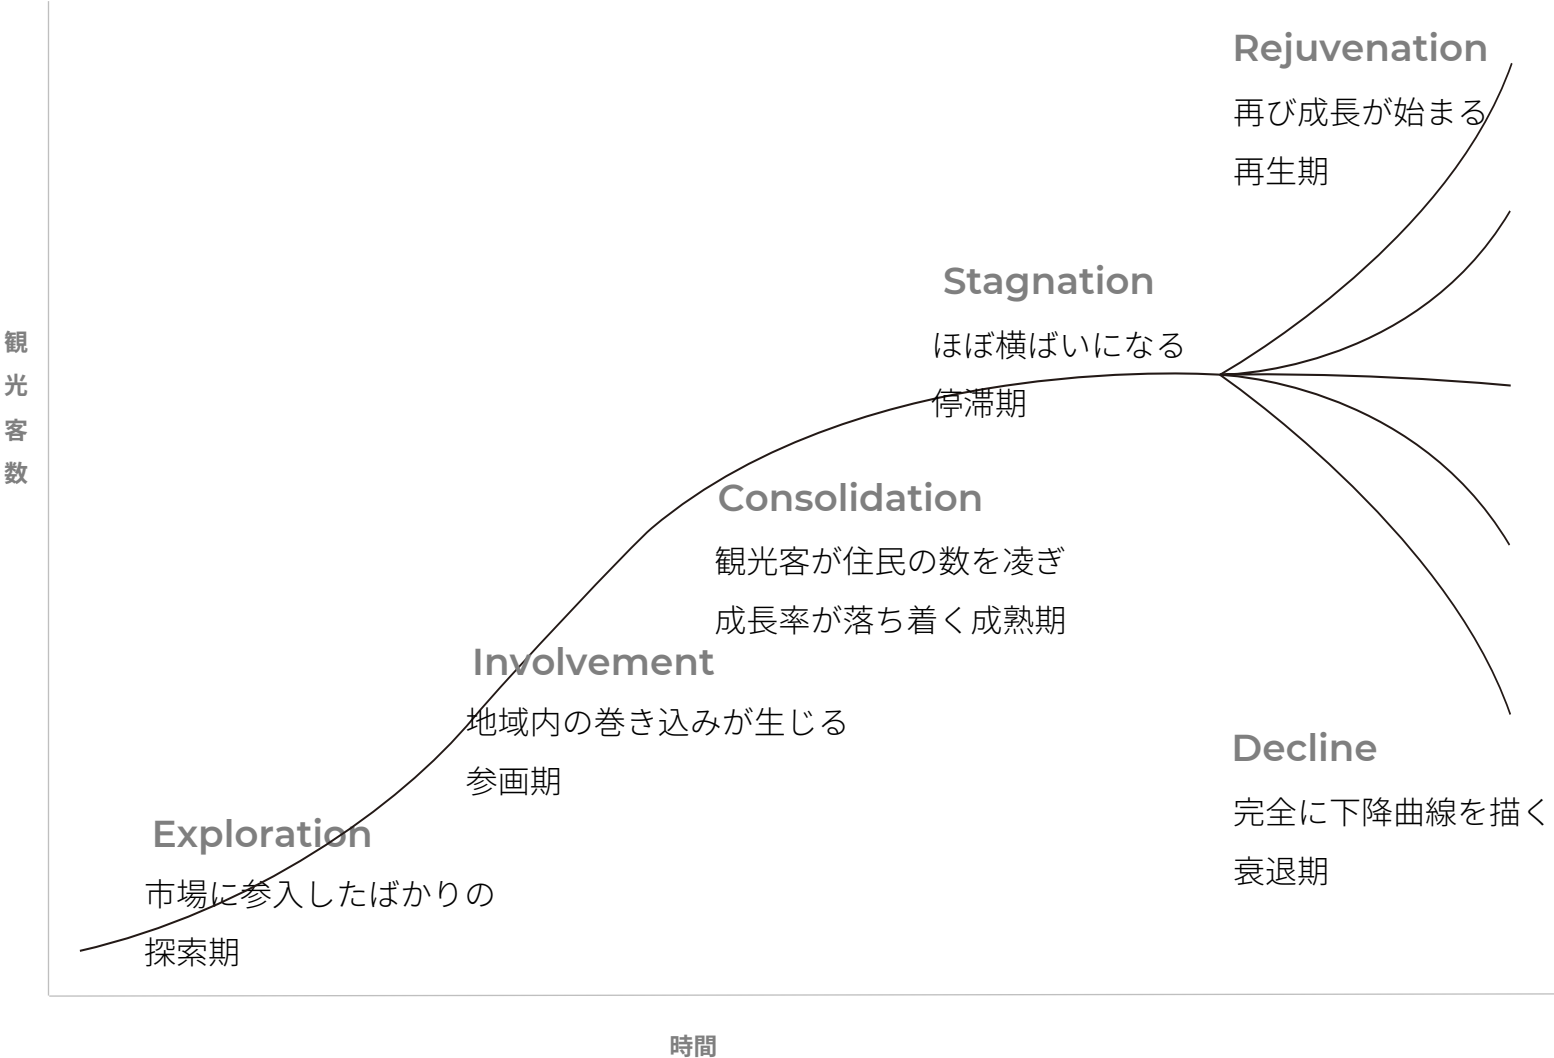 Rejuvenation
再び成長が始まる
再生期
Stagnation
ほぼ横ばいになる
停滞期
観光客数
Consolidation
観光客が住民の数を凌ぎ
成長率が落ち着く成熟期
Involvement
地域内の巻き込みが生じる
参画期
Decline
完全に下降曲線を描く
衰退期
Exploration
市場に参入したばかりの
探索期
時間